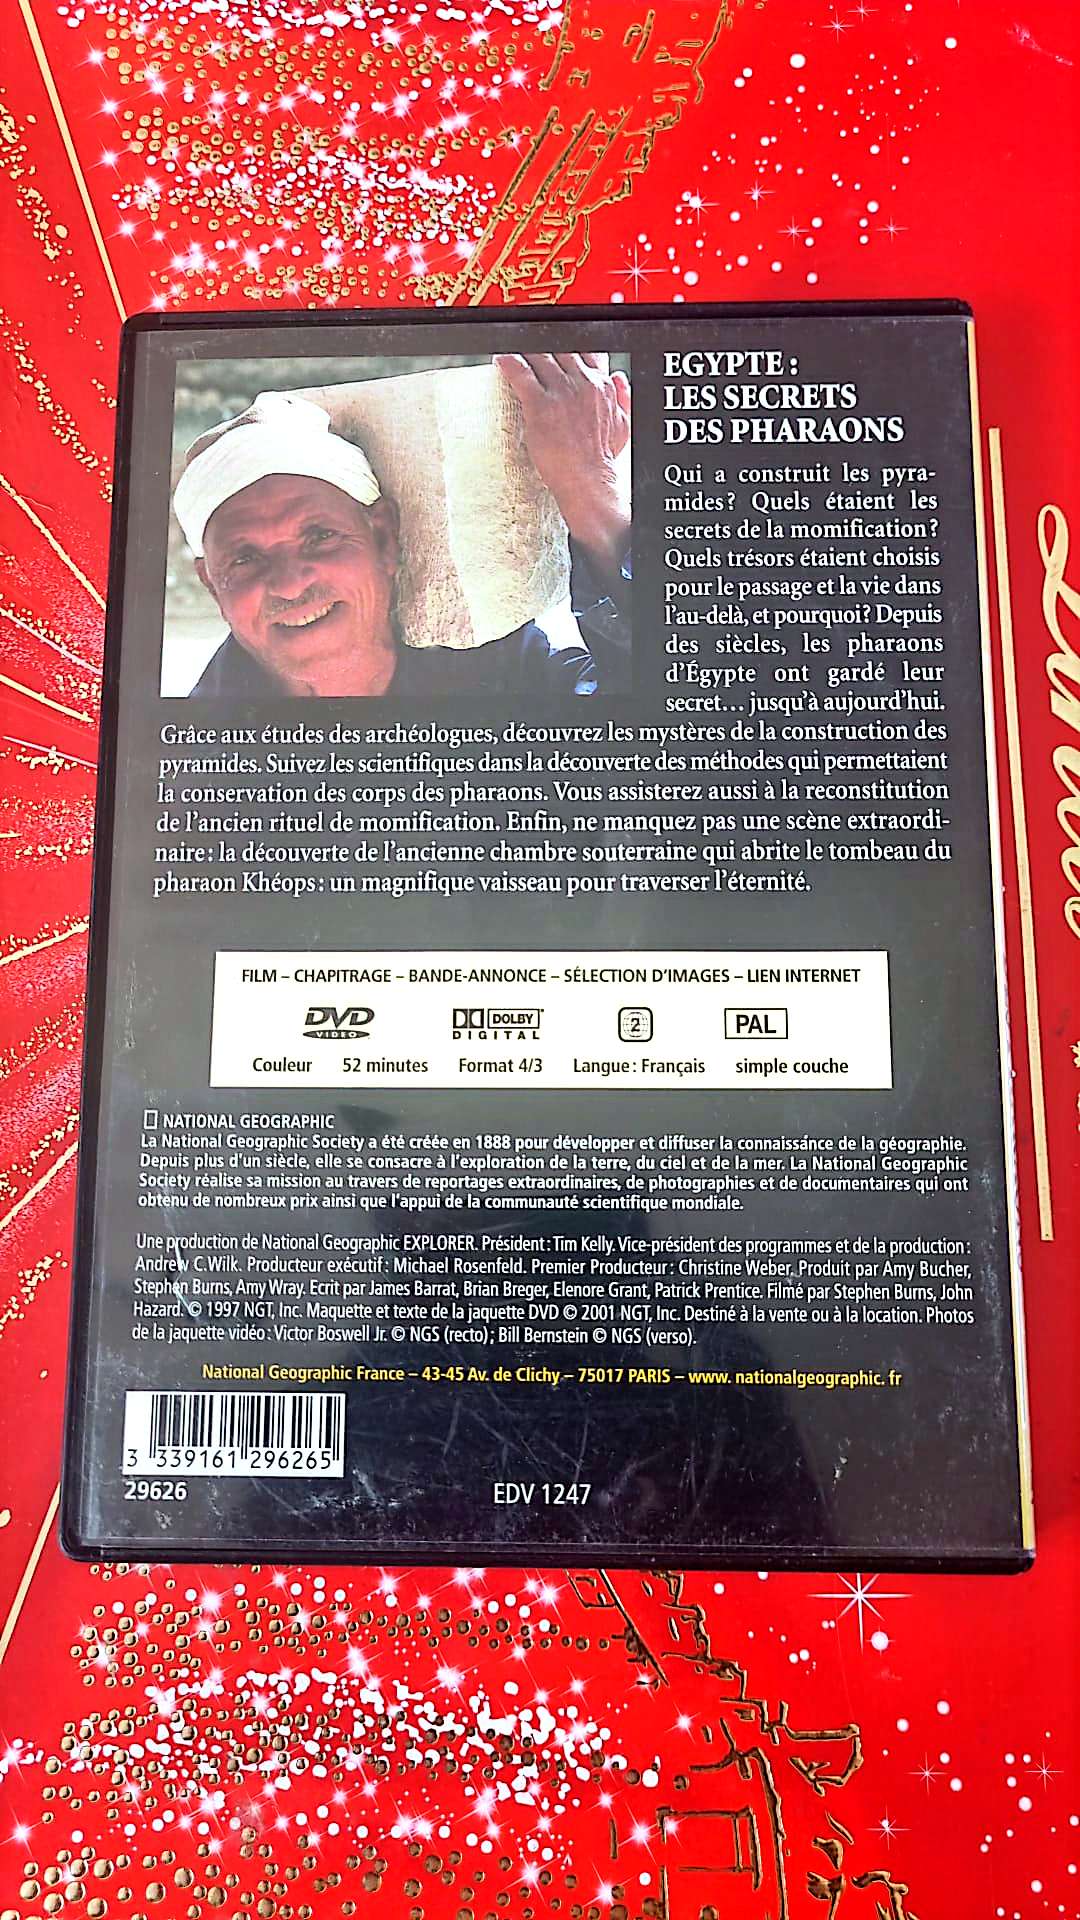 EGYPTE :
LES SECRETS
DES PHARAONS
Qui a construit les pyra-
mides ? Quels étaient les
secrets de la momification ?
Quels trésors étaient choisis
pour le passage et la vie dans
l'au-delà, et pourquoi ? Depuis
des siècles, les pharaons
d'Égypte ont gardé leur
secret... jusqu'à aujourd'hui.
Grâce aux études des archéologues, découvrez les mystères de la construction des
pyramides. Suivez les scientifiques dans la découverte des méthodes qui permettaient
la conservation des corps des pharaons. Vous assisterez aussi à la reconstitution
de l'ancien rituel de momification. Enfin, ne manquez pas une scène extraordi-
naire : la découverte de l'ancienne chambre souterraine qui abrite le tombeau du
pharaon Khéops : un magnifique vaisseau pour traverser l'éternité.
FILM – CHAPITRAGE – BANDE-ANNONCE – SÉLECTION D'IMAGES – LIEN INTERNET
DVD VIDEO DOLBY DIGITAL 2 PAL
Couleur 52 minutes Format 4/3 Langue : Français simple couche
NATIONAL GEOGRAPHIC
La National Geographic Society a été créée en 1888 pour développer et diffuser la connaissánce de la géographie.
Depuis plus d'un siècle, elle se consacre à l'exploration de la terre, du ciel et de la mer. La National Geographic
Society réalise sa mission au travers de reportages extraordinaires, de photographies et de documentaires qui ont
obtenu de nombreux prix ainsi que l'appui de la communauté scientifique mondiale.
Une production de National Geographic EXPLORER. Président : Tim Kelly. Vice-président des programmes et de la production :
Andrew C.Wilk. Producteur exécutif : Michael Rosenfeld. Premier Producteur : Christine Weber. Produit par Amy Bucher,
Stephen Burns, Amy Wray. Ecrit par James Barrat, Brian Breger, Elenore Grant, Patrick Prentice. Filmé par Stephen Burns, John
Hazard. © 1997 NGT, Inc. Maquette et texte de la jaquette DVD © 2001 NGT, Inc. Destiné à la vente ou à la location. Photos
de la jaquette vidéo : Victor Boswell Jr. © NGS (recto) ; Bill Bernstein © NGS (verso).
National Geographic France – 43-45 Av. de Clichy – 75017 PARIS – www. nationalgeographic. fr
3 339161 296265
29626
EDV 1247